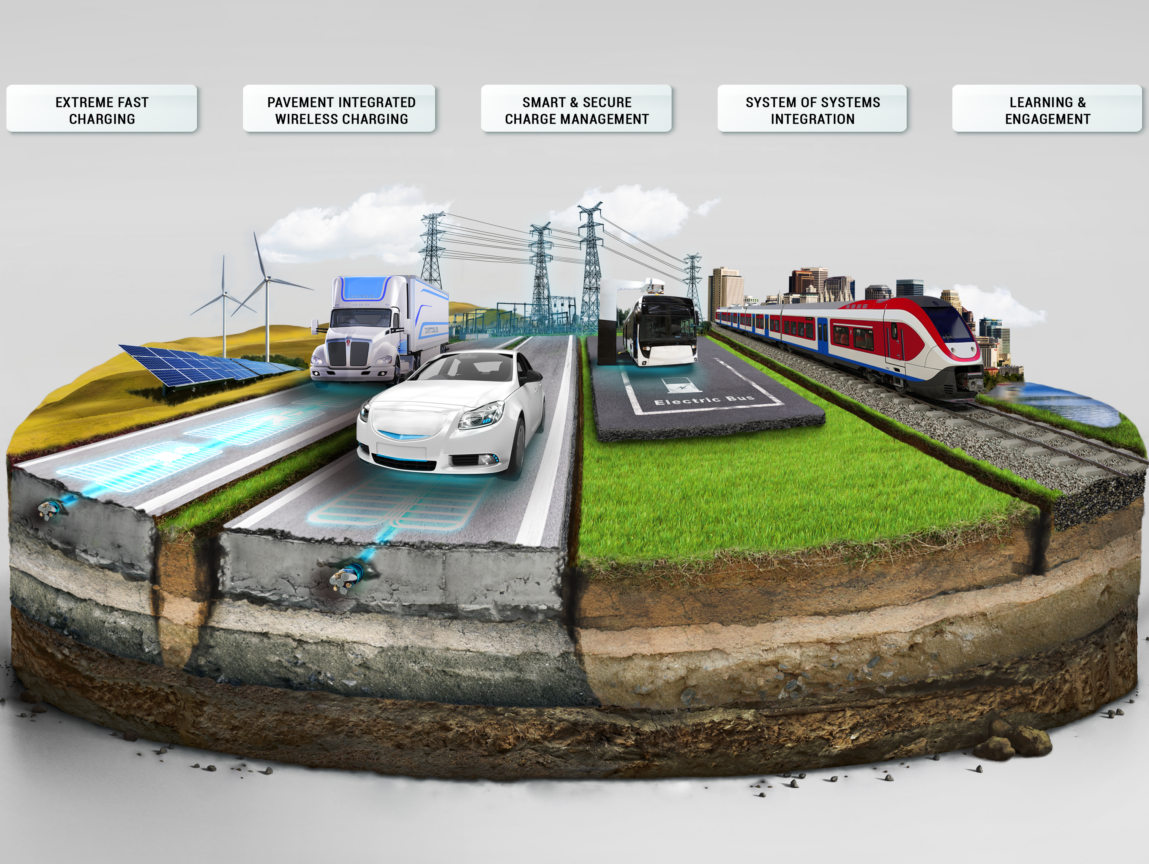 EXTREME FAST
CHARGING
PAVEMENT INTEGRATED
WIRELESS CHARGING
SMART & SECURE
CHARGE MANAGEMENT
SYSTEM OF SYSTEMS
INTEGRATION
LEARNING &
ENGAGEMENT
Electric Bus